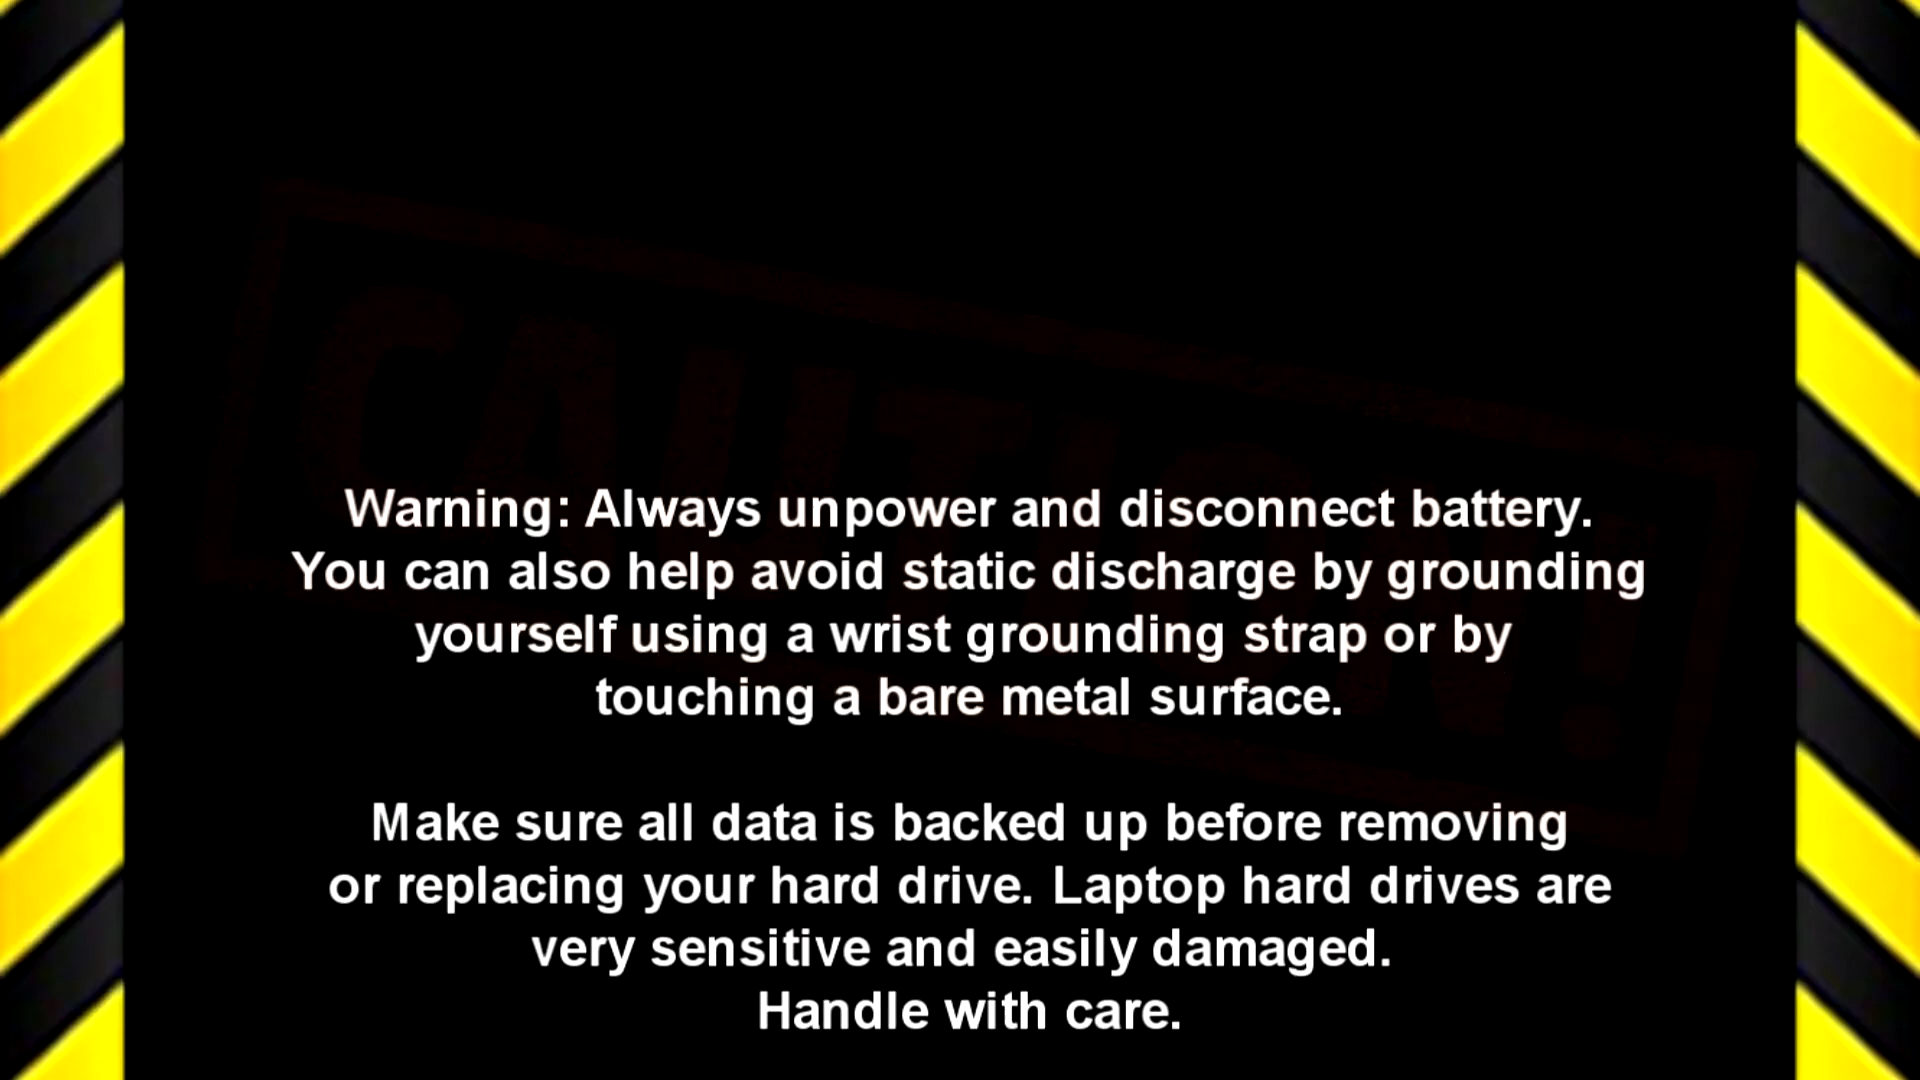 CAUTION!
Warning: Always unpower and disconnect battery.
You can also help avoid static discharge by grounding
yourself using a wrist grounding strap or by
touching a bare metal surface.
Make sure all data is backed up before removing
or replacing your hard drive. Laptop hard drives are
very sensitive and easily damaged.
Handle with care.